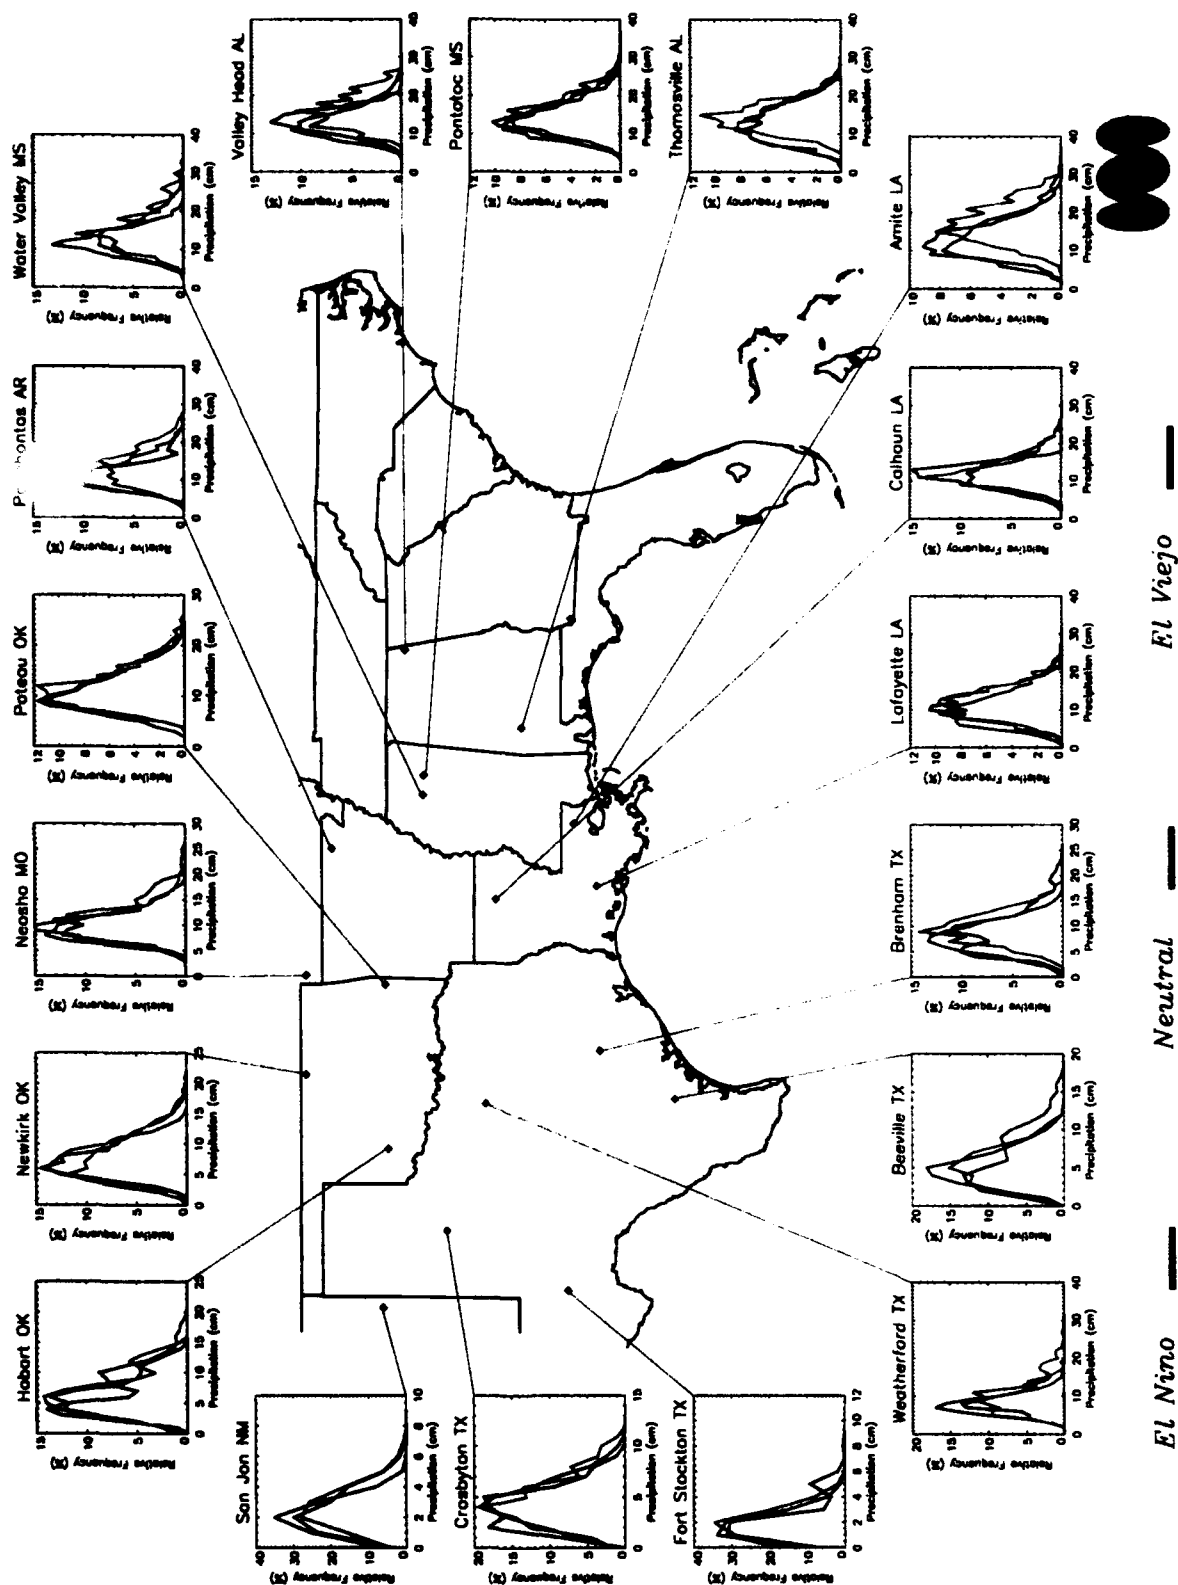 Hobart OK
Newkirk OK
Neosho MO
Poteau OK
hontas AR
Water Valley MS
Relative Frequency (%)
Precipitation (cm)
San Jon NM
Crosbyton TX
Fort Stockton TX
Valley Head AL
Pontotoc MS
Thomasville AL
Weatherford TX
Beeville TX
Brenham TX
Lafayette LA
Calhoun LA
Amite LA
El Nino
Neutral
El Viejo